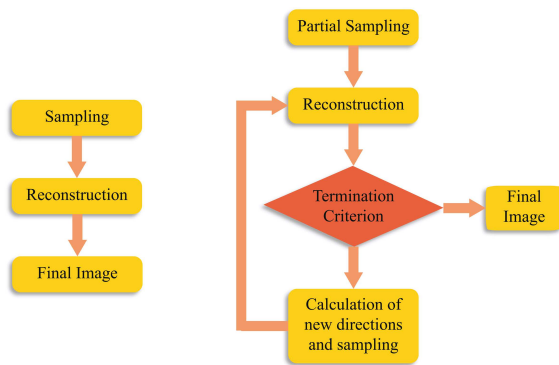 Sampling
Reconstruction
Final Image
Partial Sampling
Reconstruction
Termination
Criterion
Final
Image
Calculation of
new directions
and sampling